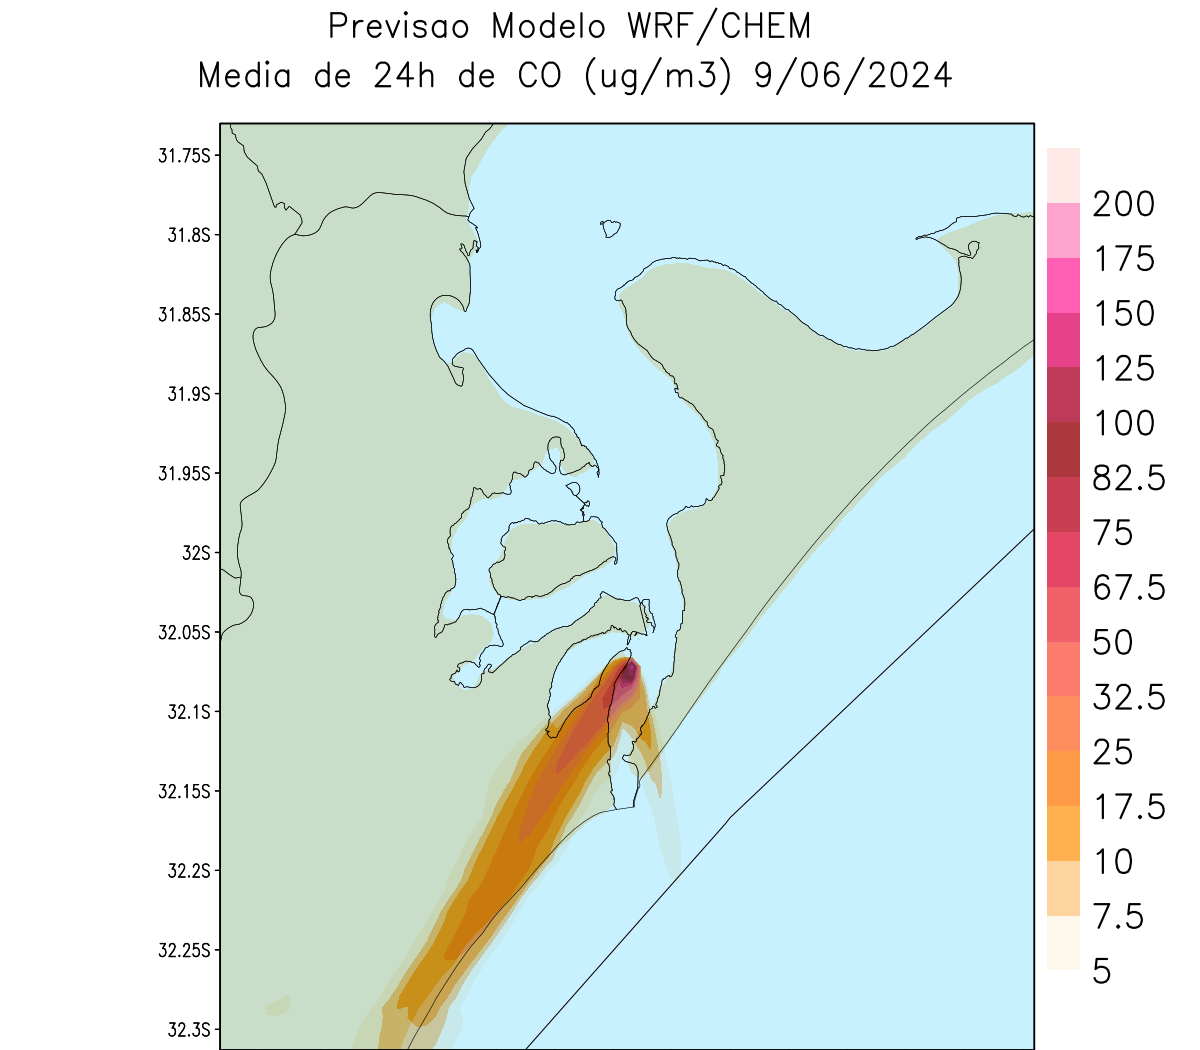 Previsao Modelo WRF/CHEM
Media de 24h de CO (ug/m3) 9/06/2024
31.75S
31.8S
31.85S
31.9S
31.95S
32S
32.05S
32.1S
32.15S
32.2S
32.25S
32.3S
200
175
150
125
100
82.5
75
67.5
50
32.5
25
17.5
10
7.5
5